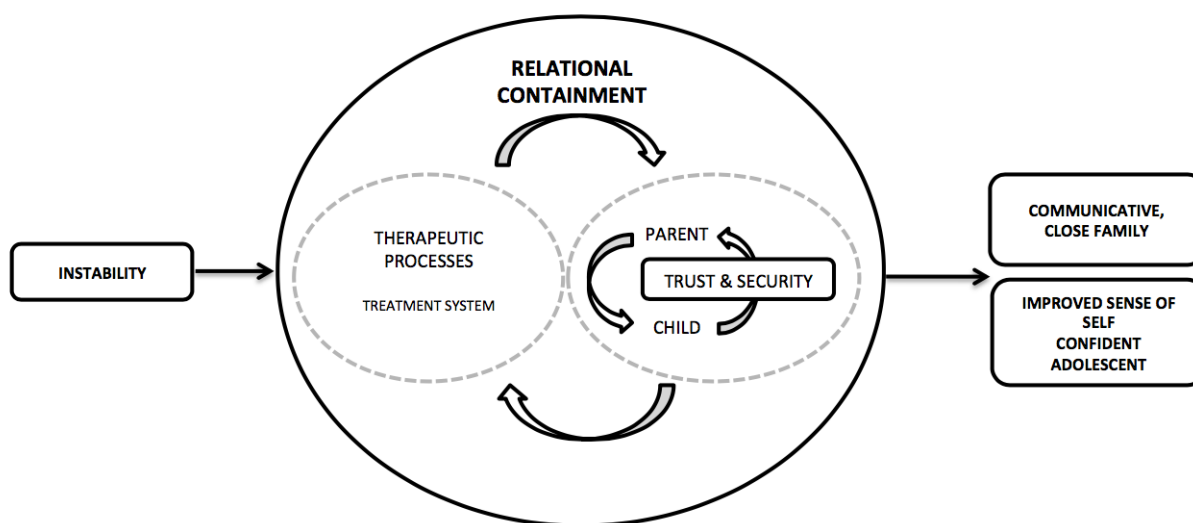 RELATIONAL
CONTAINMENT
INSTABILITY
THERAPEUTIC
PROCESSES
TREATMENT SYSTEM
PARENT
TRUST & SECURITY
CHILD
COMMUNICATIVE,
CLOSE FAMILY
IMPROVED SENSE OF
SELF
CONFIDENT
ADOLESCENT